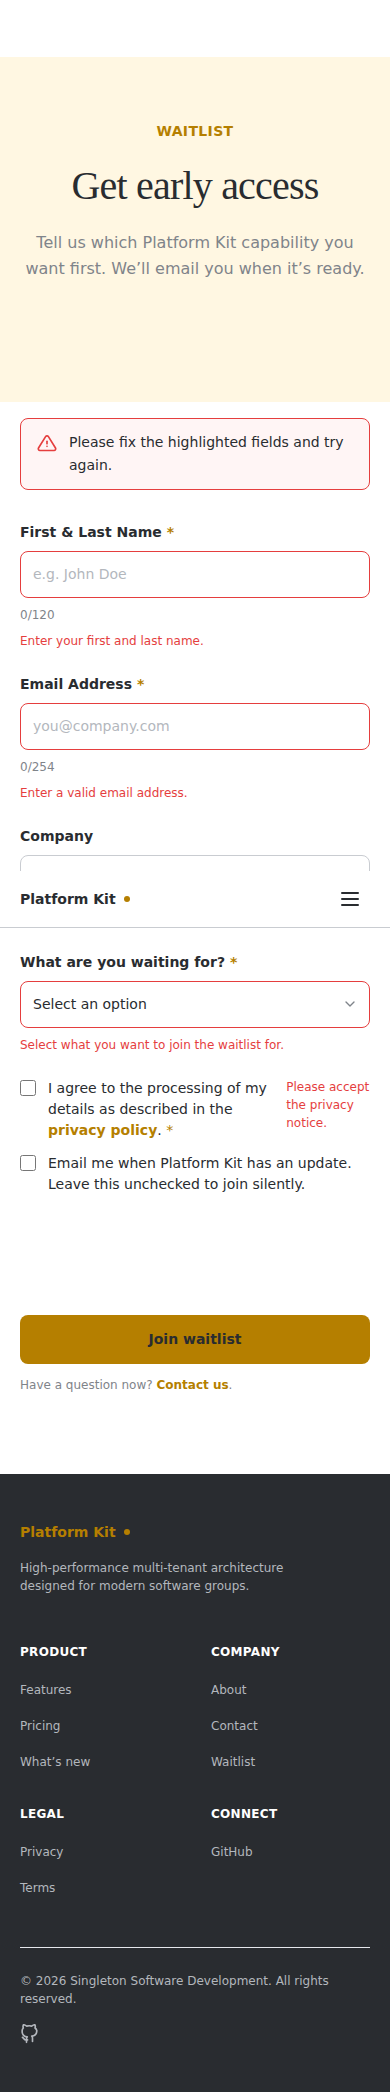 WAITLIST
Get early access
Tell us which Platform Kit capability you
want first. We’ll email you when it’s ready.
Please fix the highlighted fields and try
again.
First & Last Name *
e.g. John Doe
0/120
Enter your first and last name.
Email Address *
you@company.com
0/254
Enter a valid email address.
Company
Platform Kit
What are you waiting for? *
Select an option
Select what you want to join the waitlist for.
I agree to the processing of my
details as described in the
privacy policy. *
Please accept
the privacy
notice.
Email me when Platform Kit has an update.
Leave this unchecked to join silently.
Join waitlist
Have a question now? Contact us.
Platform Kit
High-performance multi-tenant architecture
designed for modern software groups.
PRODUCT
Features
Pricing
What’s new
COMPANY
About
Contact
Waitlist
LEGAL
Privacy
Terms
CONNECT
GitHub
© 2026 Singleton Software Development. All rights
reserved.